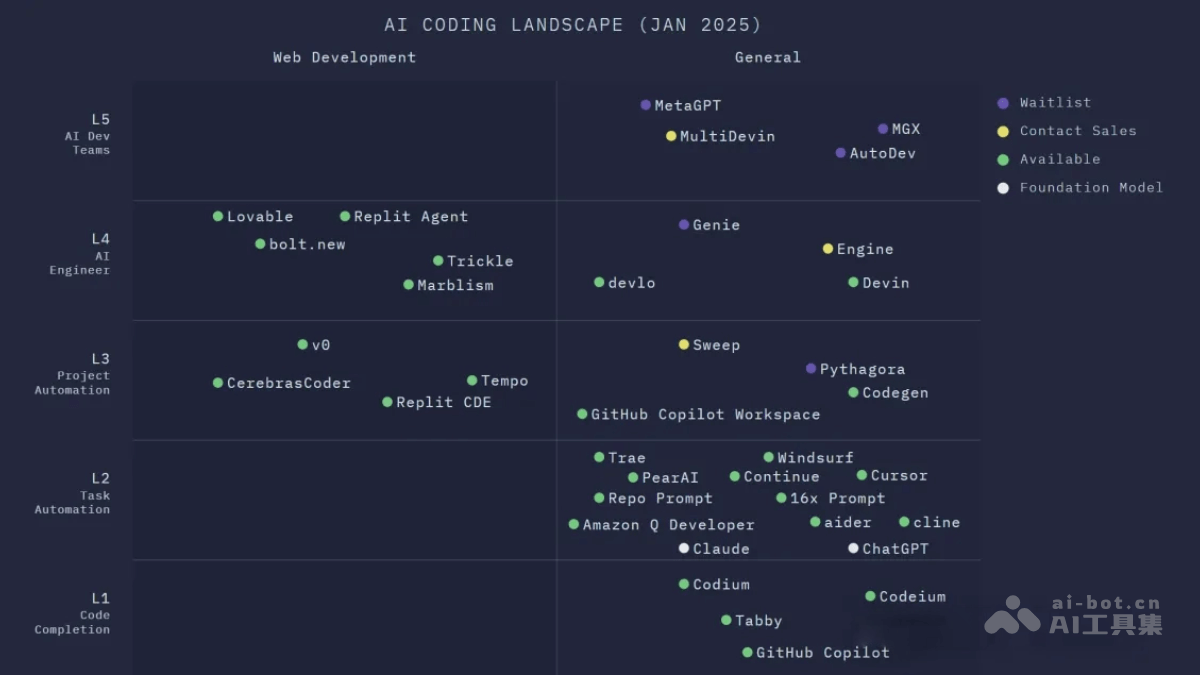 AI CODING LANDSCAPE (JAN 2025)
Web Development
General
Waitlist
Contact Sales
Available
Foundation Model
L5
AI Dev
Teams
MetaGPT
MultiDevin
MGX
AutoDev
L4
AI
Engineer
Lovable
Replit Agent
bolt.new
Trickle
Marblism
Genie
Engine
devlo
Devin
L3
Project
Automation
v0
CerebrasCoder
Tempo
Replit CDE
Sweep
Pythagora
Codegen
GitHub Copilot Workspace
L2
Task
Automation
Trae
Windsurf
PearAI
Continue
Cursor
Repo Prompt
16x Prompt
Amazon Q Developer
aider
cline
Claude
ChatGPT
L1
Code
Completion
Codium
Codeium
Tabby
GitHub Copilot
ai-bot.cn
AI工具集